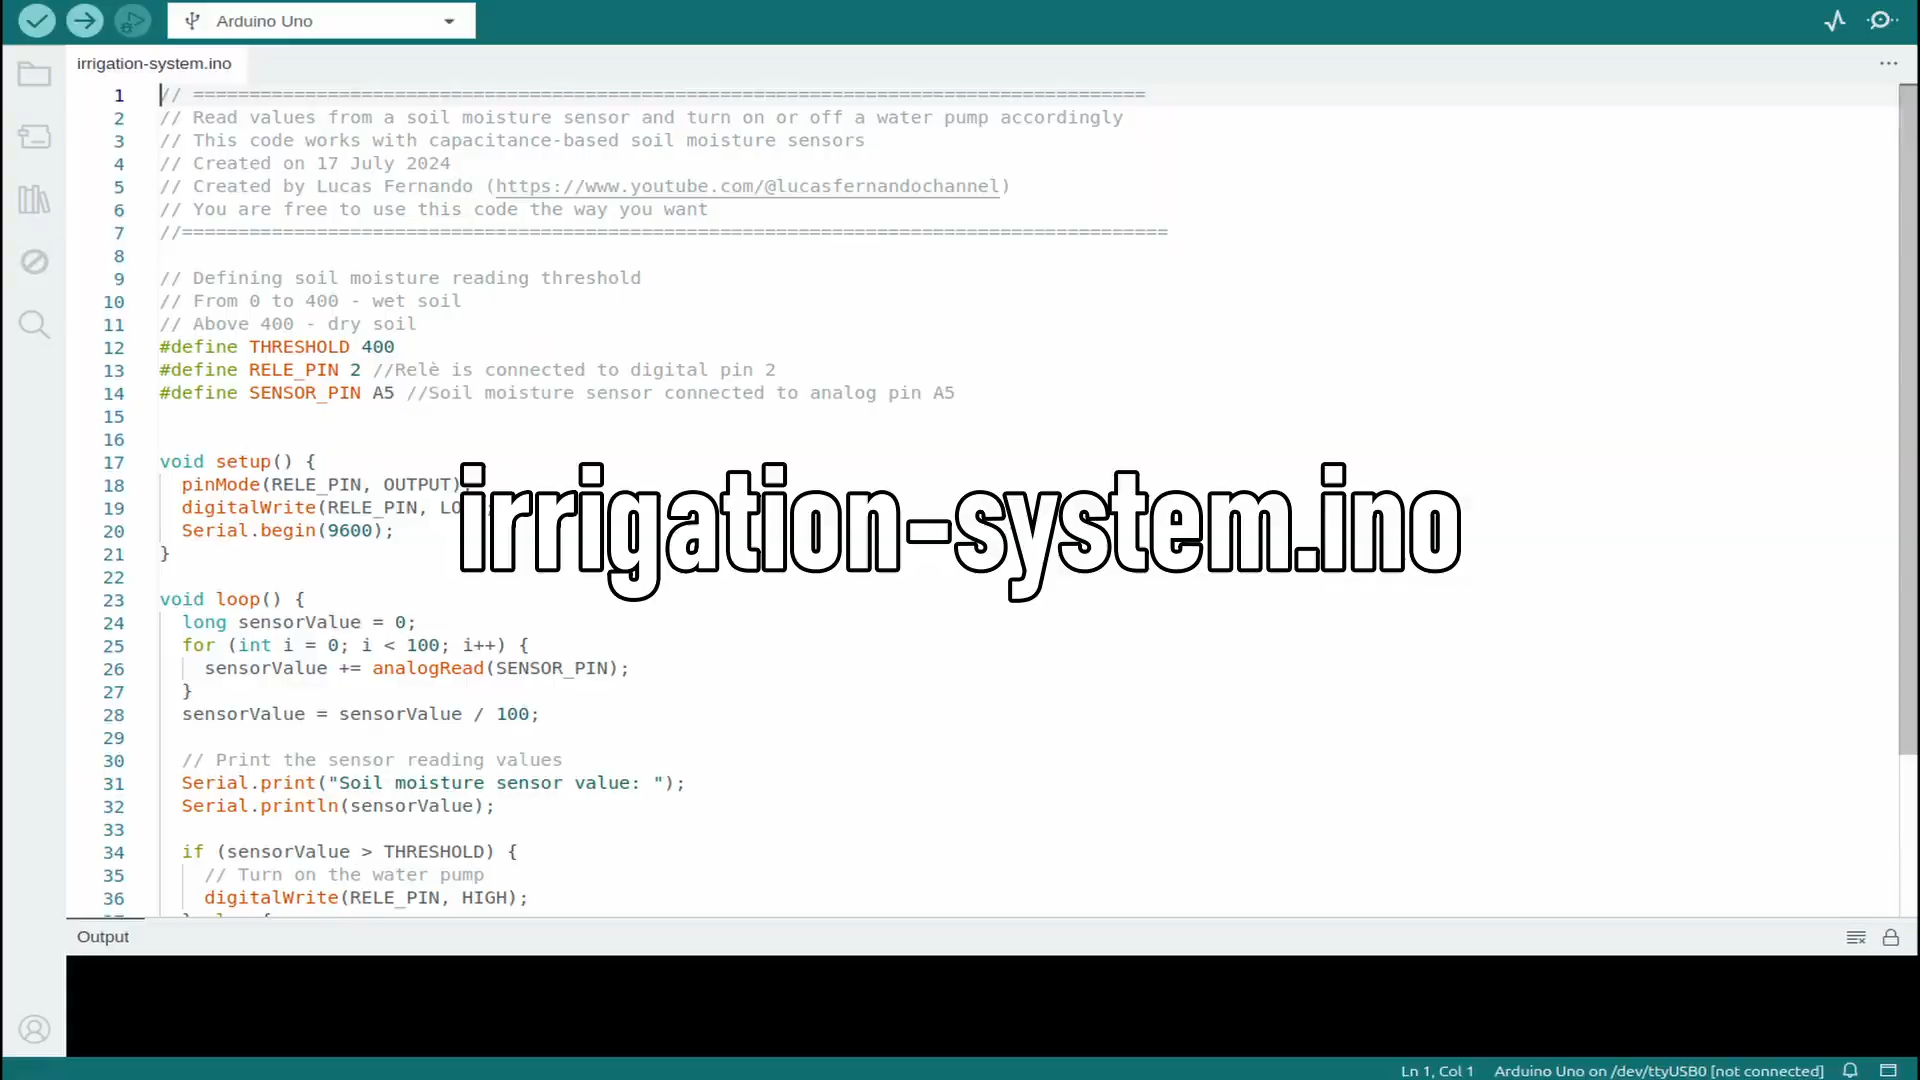 Arduino Uno
irrigation-system.ino
1 // =====================================================================================
2 // Read values from a soil moisture sensor and turn on or off a water pump accordingly
3 // This code works with capacitance-based soil moisture sensors
4 // Created on 17 July 2024
5 // Created by Lucas Fernando (https://www.youtube.com/@lucasfernandochannel)
6 // You are free to use this code the way you want
7 //========================================================================================
8
9 // Defining soil moisture reading threshold
10 // From 0 to 400 - wet soil
11 // Above 400 - dry soil
12 #define THRESHOLD 400
13 #define RELE_PIN 2 //Relè is connected to digital pin 2
14 #define SENSOR_PIN A5 //Soil moisture sensor connected to analog pin A5
15
16
17 void setup() {
18 pinMode(RELE_PIN, OUTPUT);
19 digitalWrite(RELE_PIN, LO
20 Serial.begin(9600);
21 }
irrigation-system.ino
22
23 void loop() {
24 long sensorValue = 0;
25 for (int i = 0; i < 100; i++) {
26 sensorValue += analogRead(SENSOR_PIN);
27 }
28 sensorValue = sensorValue / 100;
29
30 // Print the sensor reading values
31 Serial.print("Soil moisture sensor value: ");
32 Serial.println(sensorValue);
33
34 if (sensorValue > THRESHOLD) {
35 // Turn on the water pump
36 digitalWrite(RELE_PIN, HIGH);
Output
Ln 1, Col 1 Arduino Uno on /dev/ttyUSB0 [not connected]